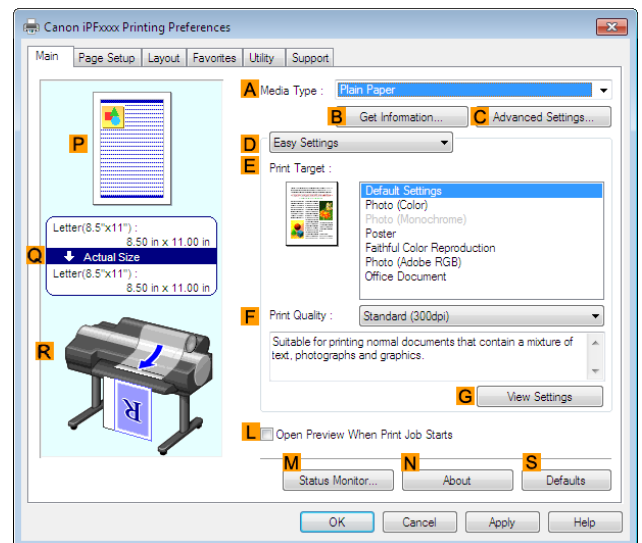 Canon iPFxxxx Printing Preferences
Main Page Setup Layout Favorites Utility Support
A Media Type : Plain Paper
B Get Information... C Advanced Settings...
D Easy Settings
E Print Target :
Default Settings
Photo (Color)
Photo (Monochrome)
Poster
Faithful Color Reproduction
Photo (Adobe RGB)
Office Document
P
Letter(8.5"x11") :
8.50 in x 11.00 in
Q Actual Size
Letter(8.5"x11") :
8.50 in x 11.00 in
F Print Quality : Standard (300dpi)
Suitable for printing normal documents that contain a mixture of
text, photographs and graphics.
R
R
G View Settings
L Open Preview When Print Job Starts
M Status Monitor... N About S Defaults
OK Cancel Apply Help